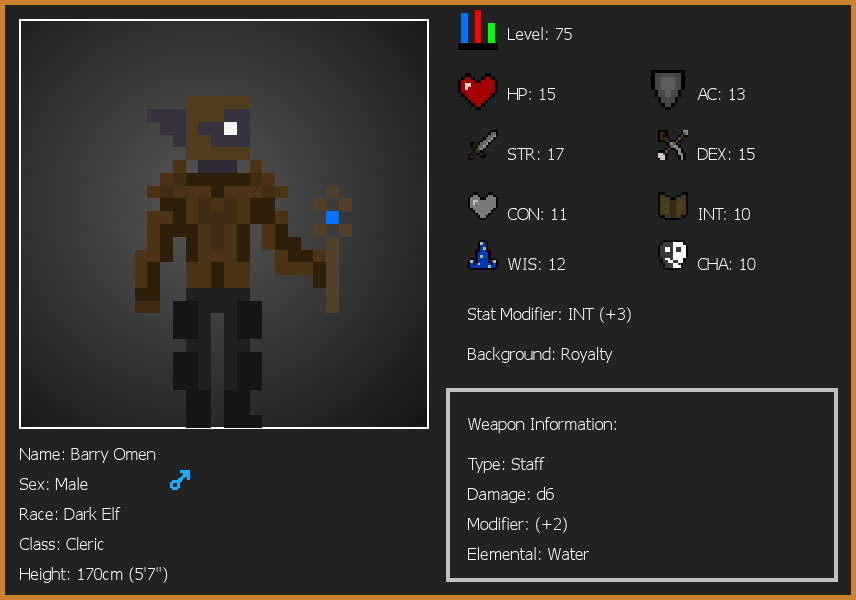 Level: 75
HP: 15
AC: 13
STR: 17
DEX: 15
CON: 11
INT: 10
WIS: 12
CHA: 10
Stat Modifier: INT (+3)
Background: Royalty
Weapon Information:
Type: Staff
Damage: d6
Modifier: (+2)
Elemental: Water
Name: Barry Omen
Sex: Male
Race: Dark Elf
Class: Cleric
Height: 170cm (5'7")